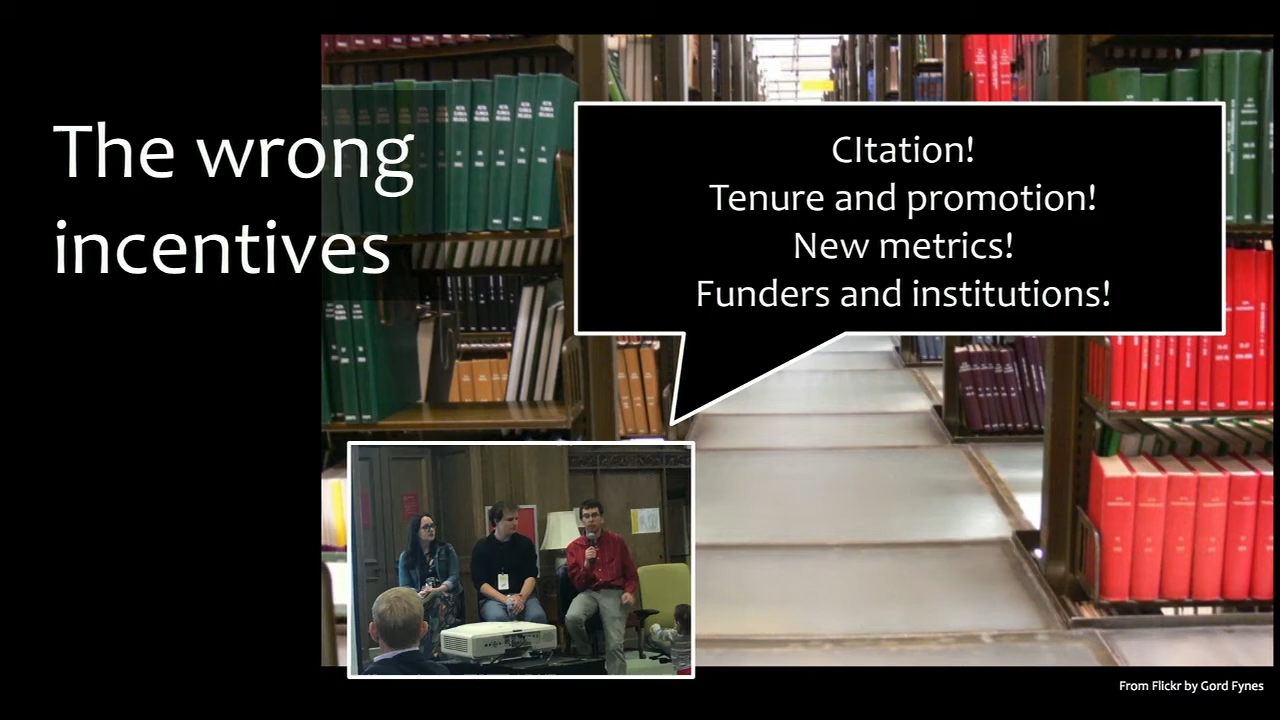 The wrong
incentives
CItation!
Tenure and promotion!
New metrics!
Funders and institutions!
From Flickr by Gord Fynes